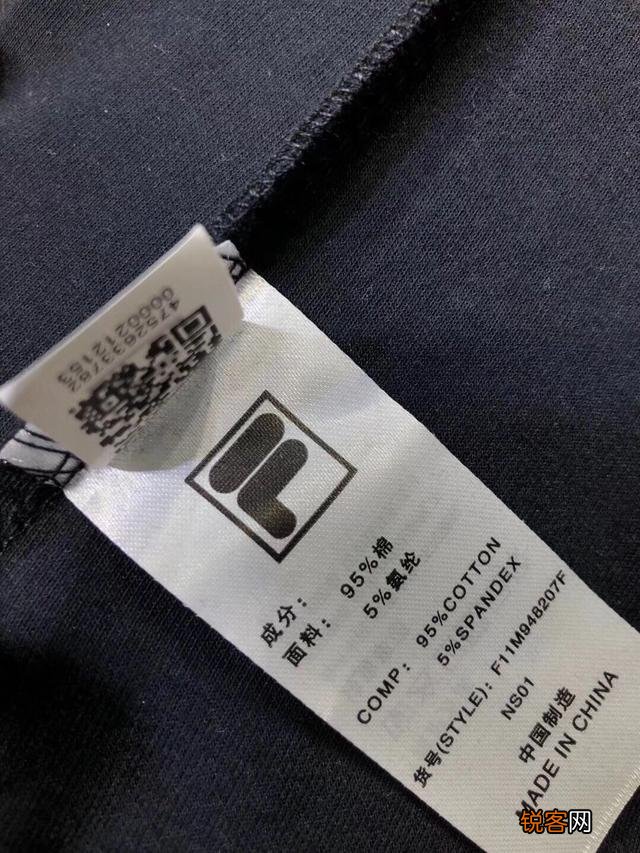 00002112163
成分： 95%棉
面料： 5%氨纶
COMP: 95%COTTON
5%SPANDEX
货号(STYLE): F11M948207F
NS01
中国制造
MADE IN CHINA
锐客网